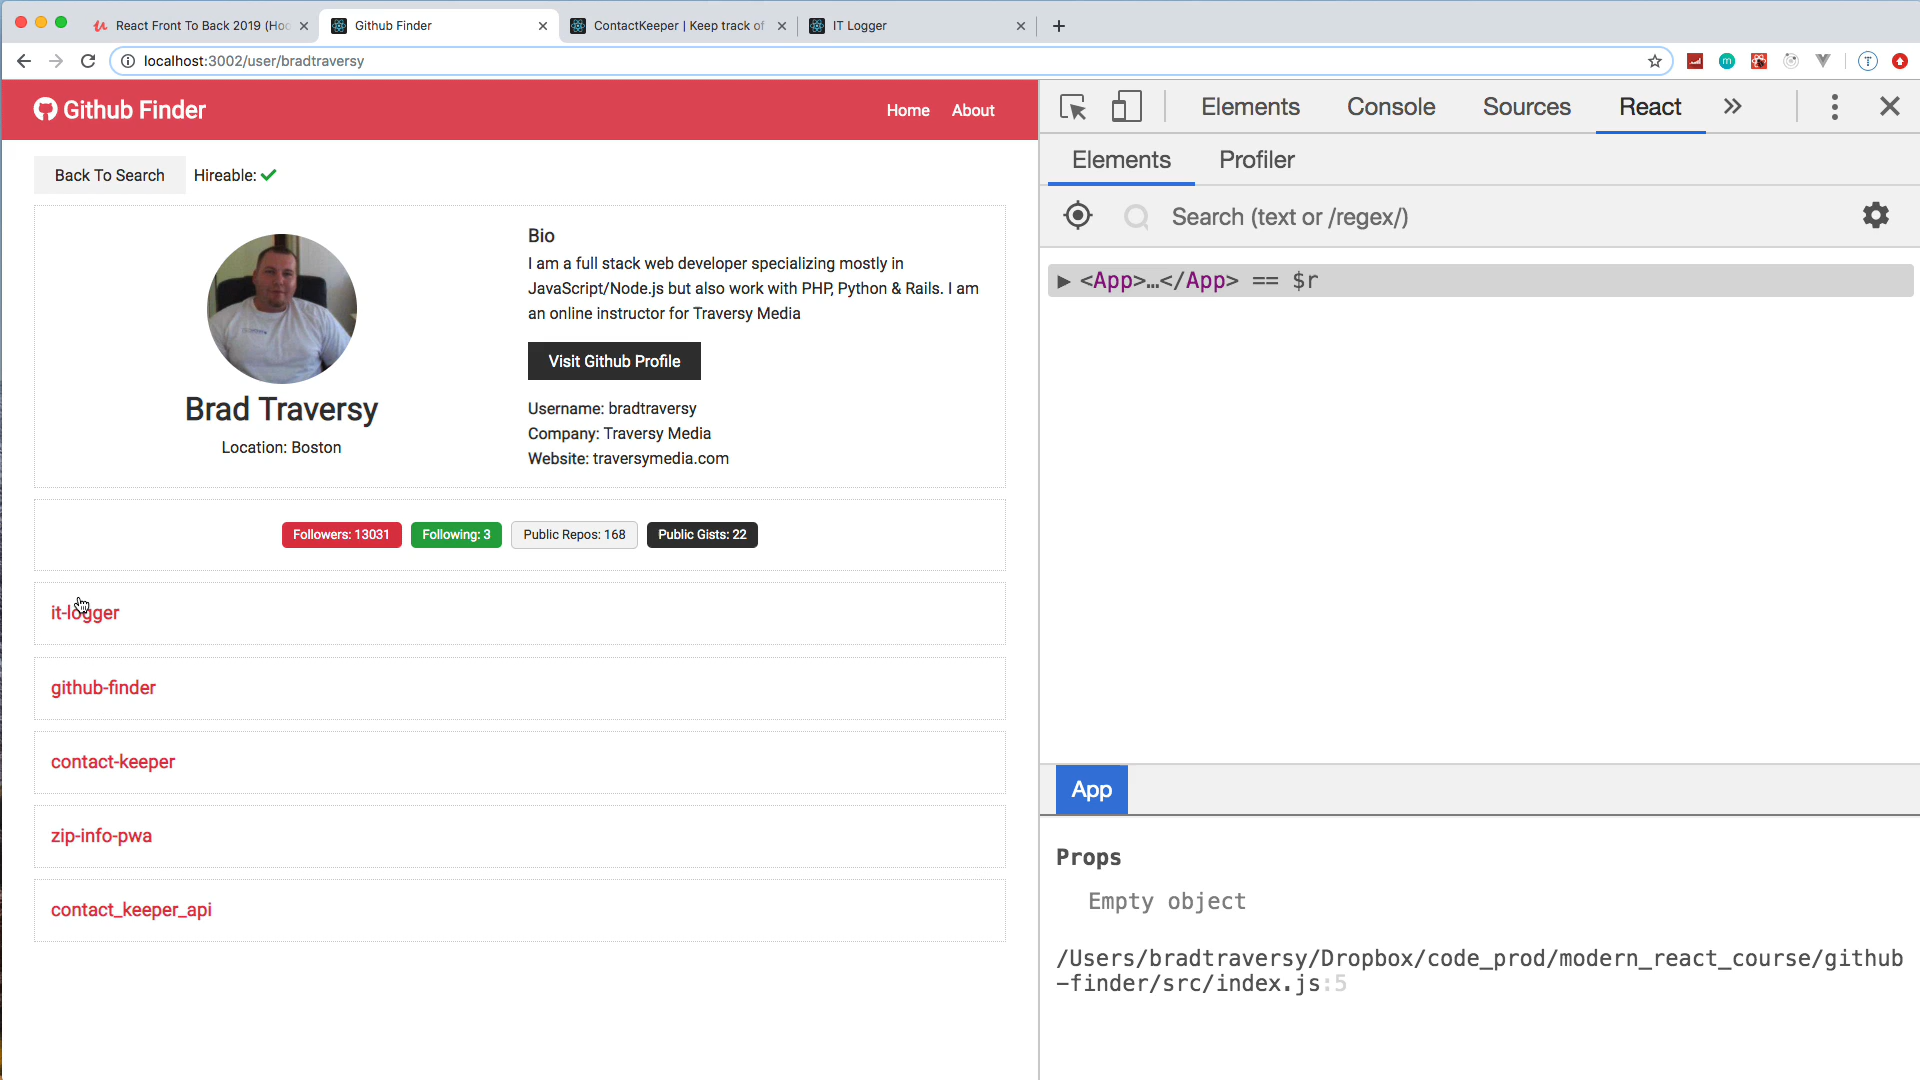 React Front To Back 2019 (Hoo
Github Finder
ContactKeeper | Keep track of
IT Logger
localhost:3002/user/bradtraversy
Github Finder
Home
About
Back To Search
Hireable:
Bio
I am a full stack web developer specializing mostly in
JavaScript/Node.js but also work with PHP, Python & Rails. I am
an online instructor for Traversy Media
Visit Github Profile
Brad Traversy
Location: Boston
Username: bradtraversy
Company: Traversy Media
Website: traversymedia.com
Followers: 13031
Following: 3
Public Repos: 168
Public Gists: 22
it-logger
github-finder
contact-keeper
zip-info-pwa
contact_keeper_api
Elements
Console
Sources
React
Elements
Profiler
Search (text or /regex/)
<App>…</App> == $r
App
Props
Empty object
/Users/bradtraversy/Dropbox/code_prod/modern_react_course/github
-finder/src/index.js:5